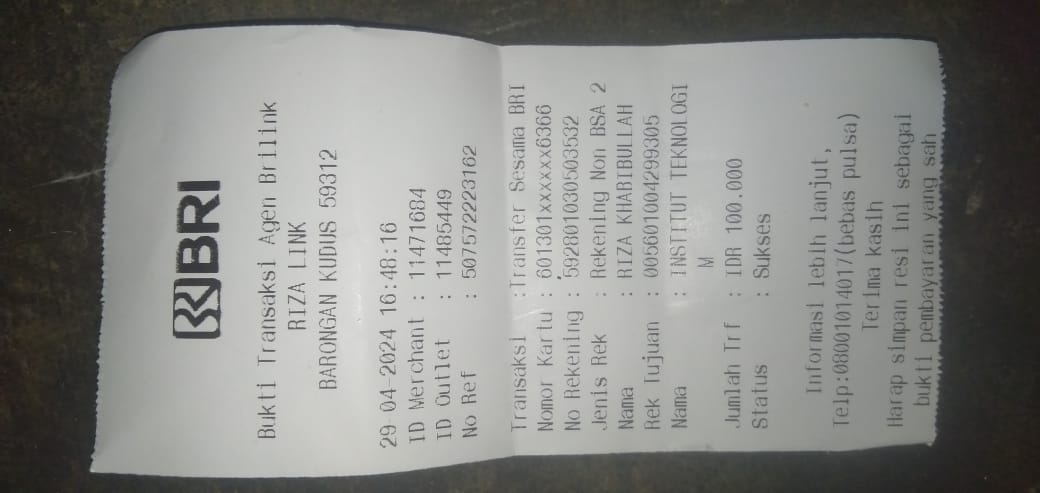 BRI
Bukti Transaksi Agen Brilink
RIZA LINK
BARONGAN KUDUS 59312
29-04-2024 16:48:16
ID Merchant : 11471684
ID Outlet : 11485449
No Ref : 507572223162
Transaksi :Transfer Sesama BRI
Nomor Kartu : 601301xxxxxx6366
No Rekening : 592801030503532
Jenis Rek : Rekening Non BSA 2
Nama : RIZA KHABIBULLAH
Rek Tujuan : 005601004299305
Nama : INSTITUT TEKNOLOGI
M
Jumlah Trf : IDR 100.000
Status : Sukses
Informasi lebih lanjut,
Telp:08001014017(bebas pulsa)
Terima kasih
Harap simpan resi ini sebagai
bukti pembayaran yang sah